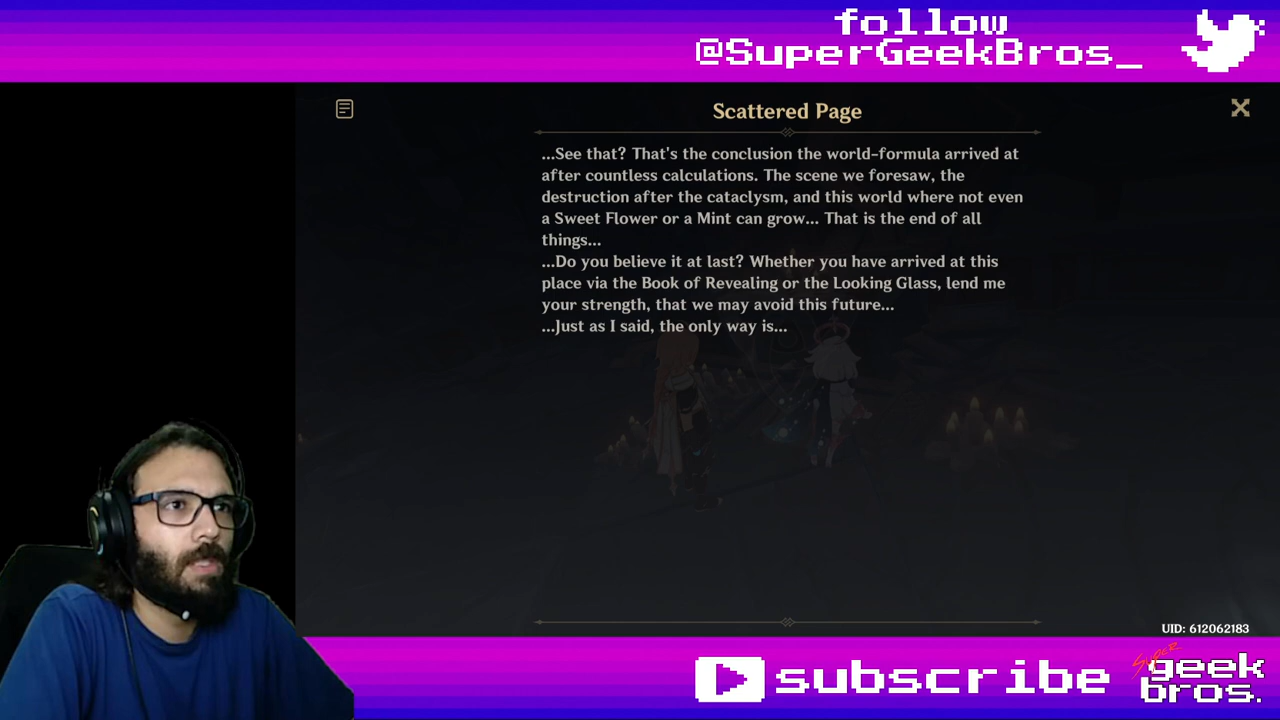 follow
@SuperGeekBros_
Scattered Page
...See that? That's the conclusion the world-formula arrived at
after countless calculations. The scene we foresaw, the
destruction after the cataclysm, and this world where not even
a Sweet Flower or a Mint can grow... That is the end of all
things...
...Do you believe it at last? Whether you have arrived at this
place via the Book of Revealing or the Looking Glass, lend me
your strength, that we may avoid this future...
...Just as I said, the only way is...
UID: 612062183
subscribe
SUPER
geek
bros.